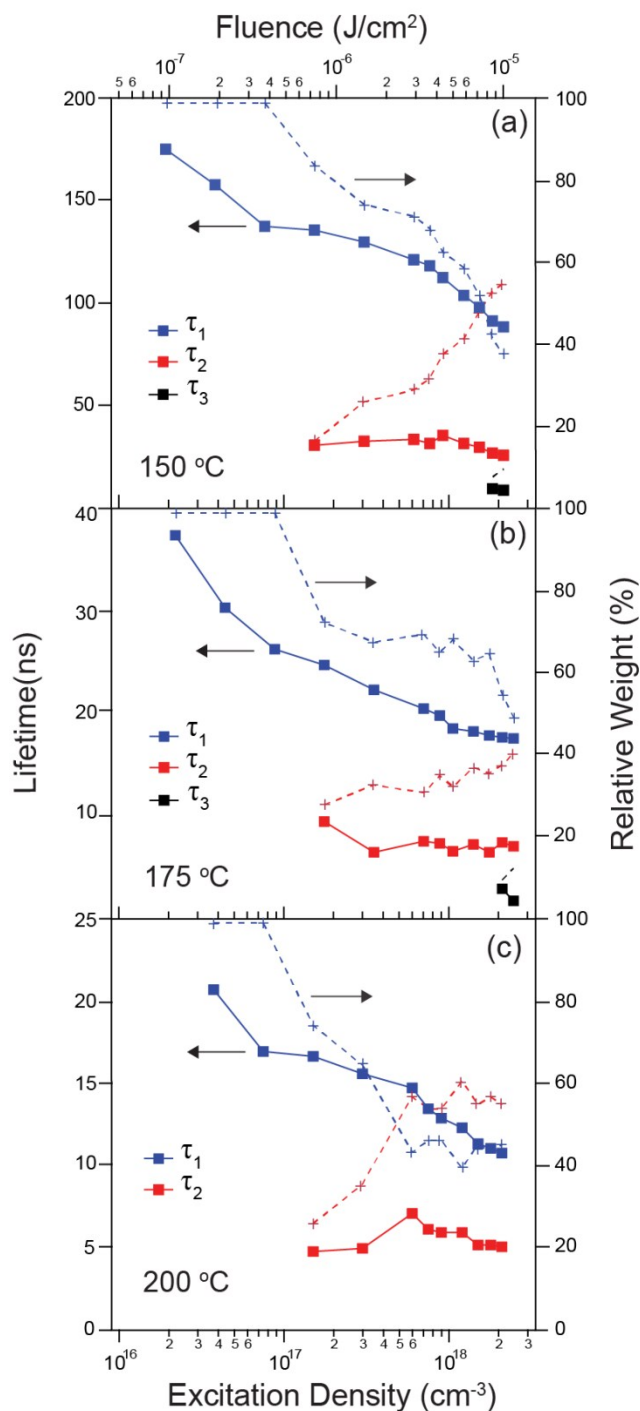 Fluence (J/cm²)
5 6 10⁻⁷ 2 3 4 5 6 10⁻⁶ 2 3 4 5 6 10⁻⁵
200 100
(a)
150 80
60
100
τ₁ 40
τ₂
50 τ₃
20
150 °C
40 100
(b)
30 80
60
20
τ₁ 40
τ₂
10 τ₃
20
175 °C
25 100
(c)
20 80
15 60
10 τ₁ 40
τ₂
5 20
200 °C
0 0
10¹⁶ 2 3 4 5 6 10¹⁷ 2 3 4 5 6 10¹⁸ 2 3
Excitation Density (cm⁻³)
Lifetime(ns)
Relative Weight (%)